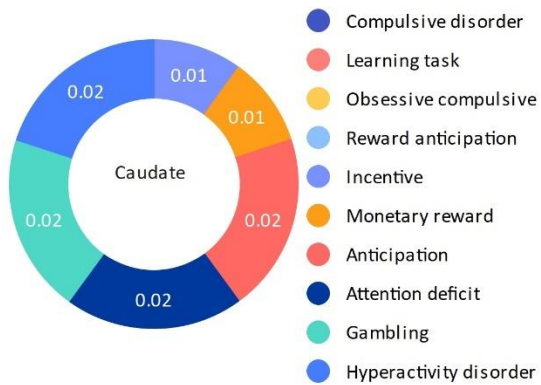 Compulsive disorder
Learning task
Obsessive compulsive
Reward anticipation
Incentive
Monetary reward
Anticipation
Attention deficit
Gambling
Hyperactivity disorder
0.02
0.01
0.01
Caudate
0.02
0.02
0.02